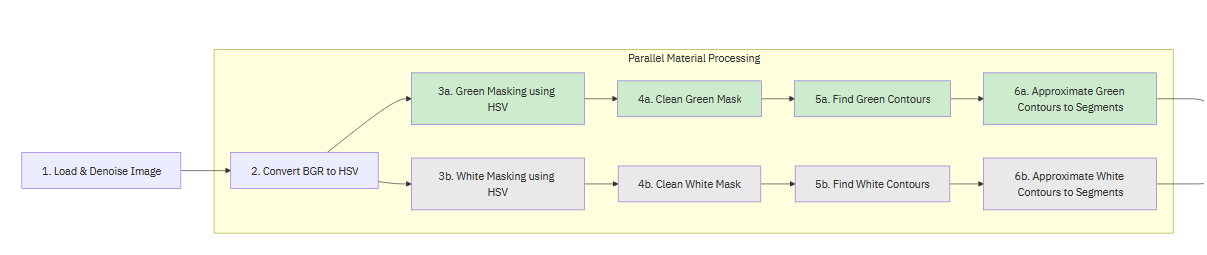 Parallel Material Processing
1. Load & Denoise Image
2. Convert BGR to HSV
3a. Green Masking using
HSV
4a. Clean Green Mask
5a. Find Green Contours
6a. Approximate Green
Contours to Segments
3b. White Masking using
HSV
4b. Clean White Mask
5b. Find White Contours
6b. Approximate White
Contours to Segments